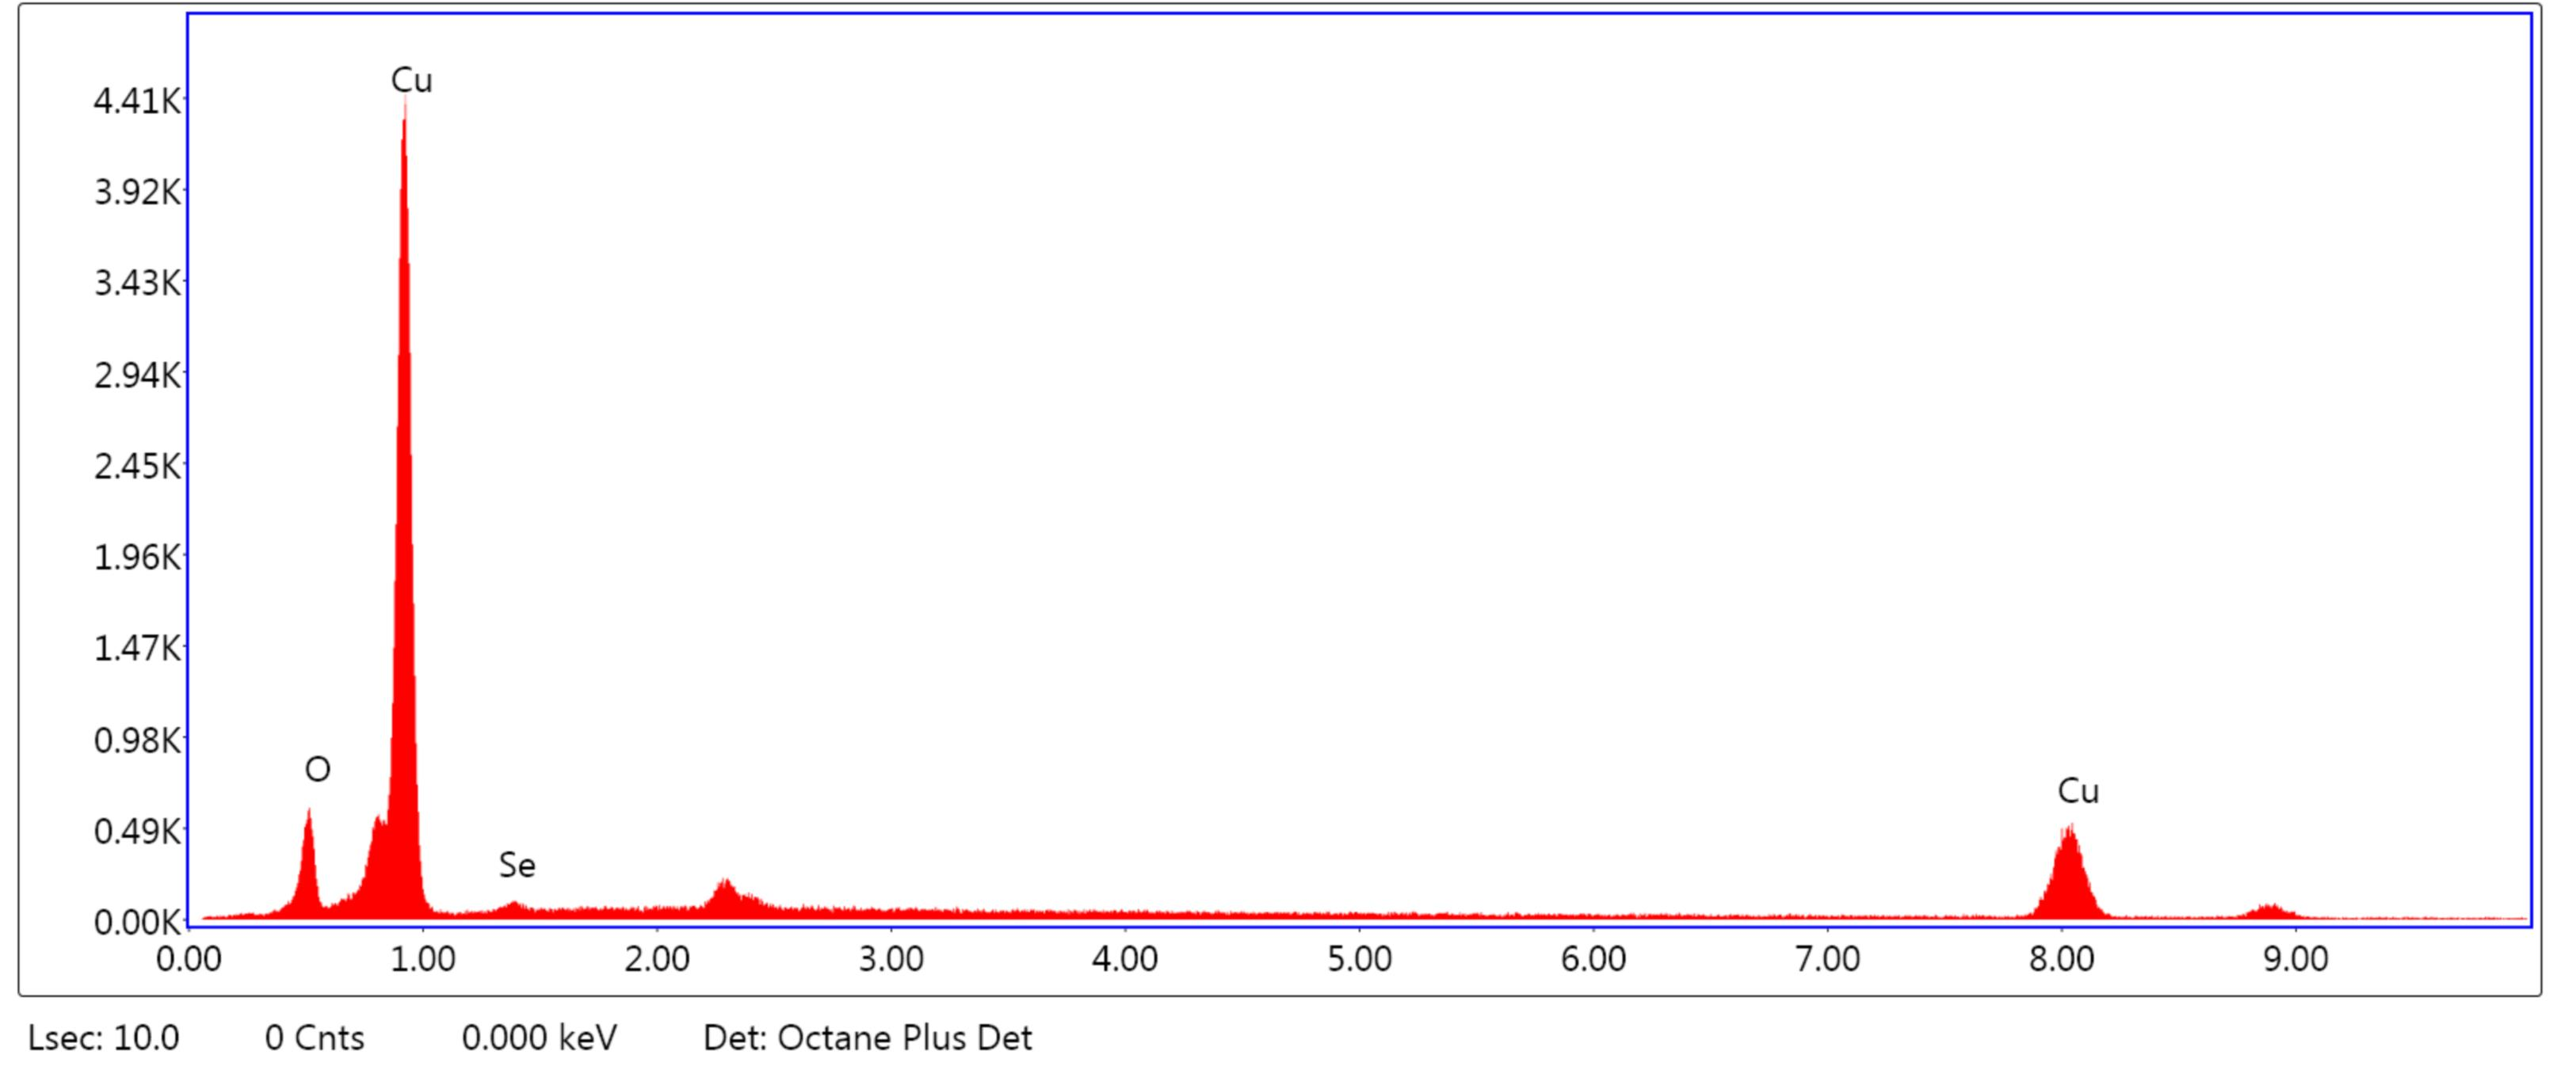 Cu
4.41K
3.92K
3.43K
2.94K
2.45K
1.96K
1.47K
0.98K
O
Cu
0.49K
Se
0.00K
0.00 1.00 2.00 3.00 4.00 5.00 6.00 7.00 8.00 9.00
Lsec: 10.0 0 Cnts 0.000 keV Det: Octane Plus Det